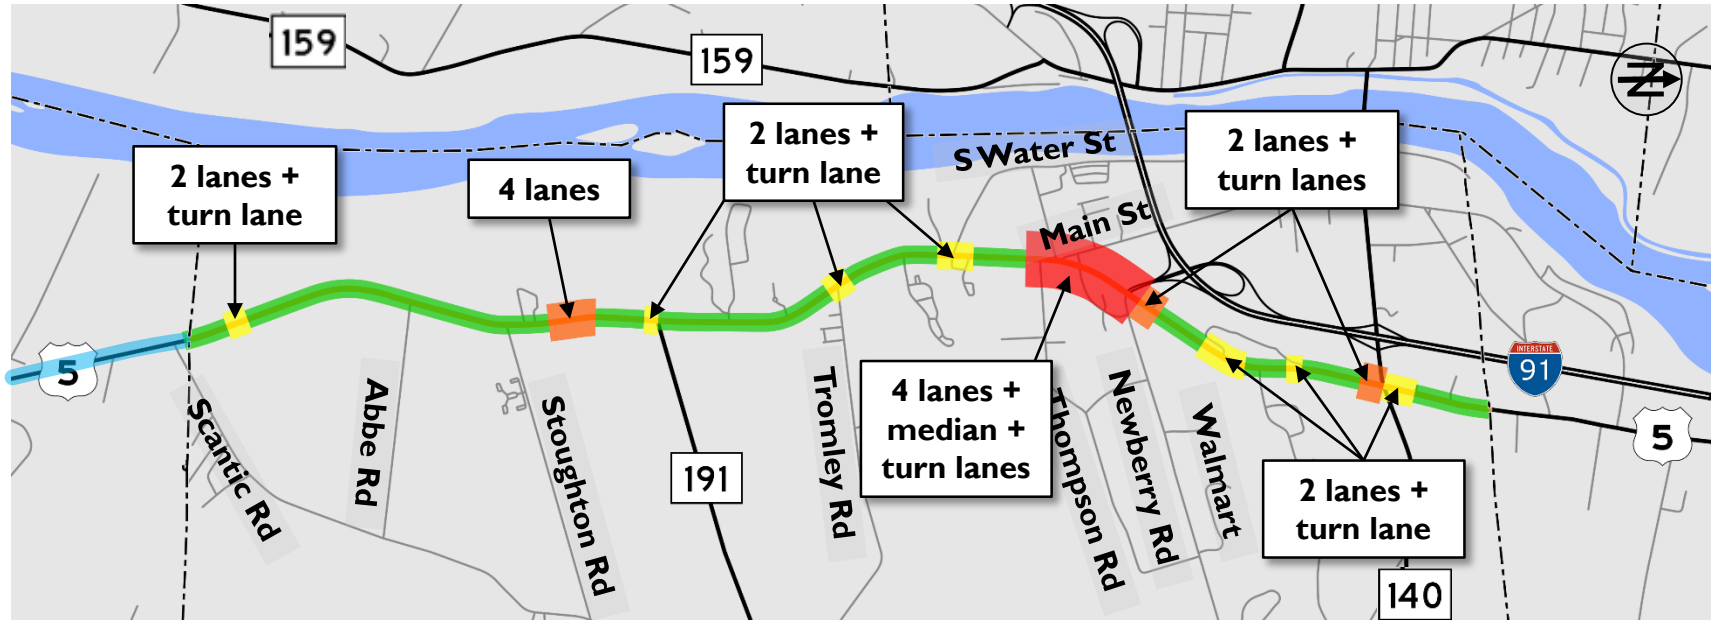 159
159
N
2 lanes +
turn lane
4 lanes
2 lanes +
turn lane
S Water St
2 lanes +
turn lanes
Main St
5
INTERSTATE
91
5
Scantic Rd
Abbe Rd
Stoughton Rd
191
Tromley Rd
4 lanes +
median +
turn lanes
Thompson Rd
Newberry Rd
Walmart
2 lanes +
turn lane
140